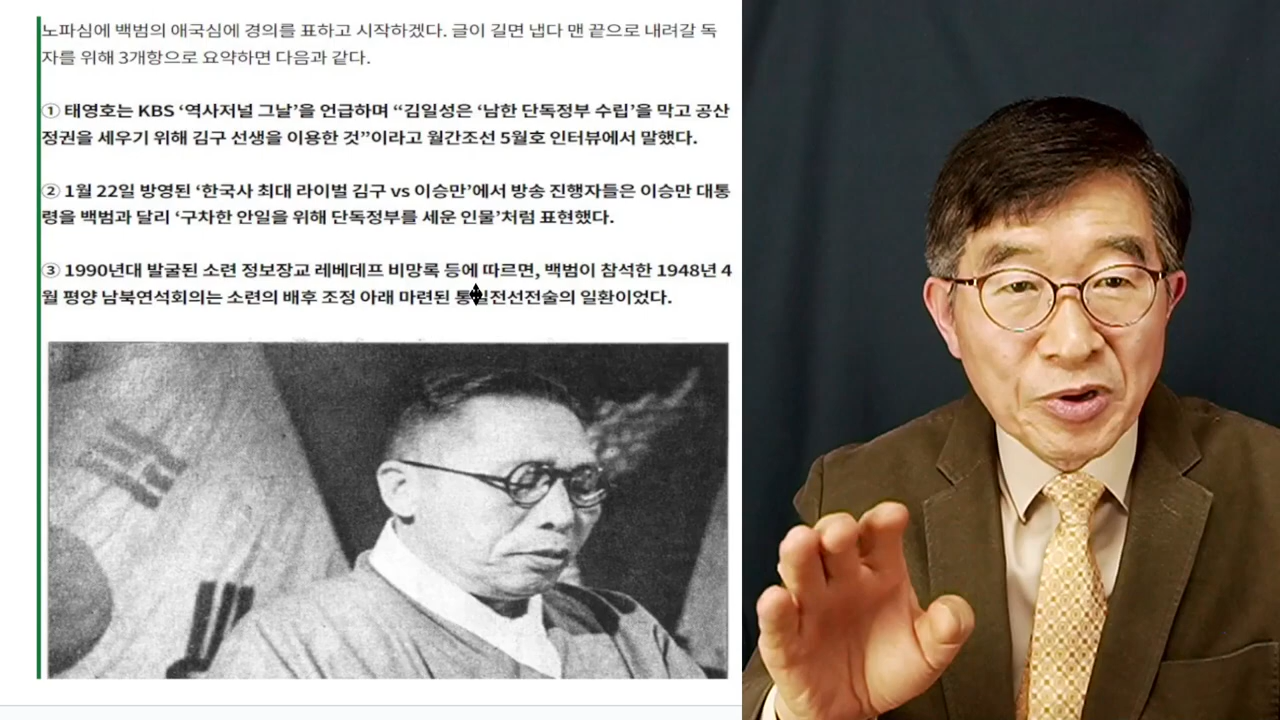 노파심에 백범의 애국심에 경의를 표하고 시작하겠다. 글이 길면 냅다 맨 끝으로 내려갈 독
자를 위해 3개항으로 요약하면 다음과 같다.
① 태영호는 KBS ‘역사저널 그날’을 언급하며 “김일성은 ‘남한 단독정부 수립’을 막고 공산
정권을 세우기 위해 김구 선생을 이용한 것”이라고 월간조선 5월호 인터뷰에서 말했다.
② 1월 22일 방영된 ‘한국사 최대 라이벌 김구 vs 이승만’에서 방송 진행자들은 이승만 대통
령을 백범과 달리 ‘구차한 안일을 위해 단독정부를 세운 인물’처럼 표현했다.
③ 1990년대 발굴된 소련 정보장교 레베데프 비망록 등에 따르면, 백범이 참석한 1948년 4
월 평양 남북연석회의는 소련의 배후 조정 아래 마련된 통일전선전술의 일환이었다.